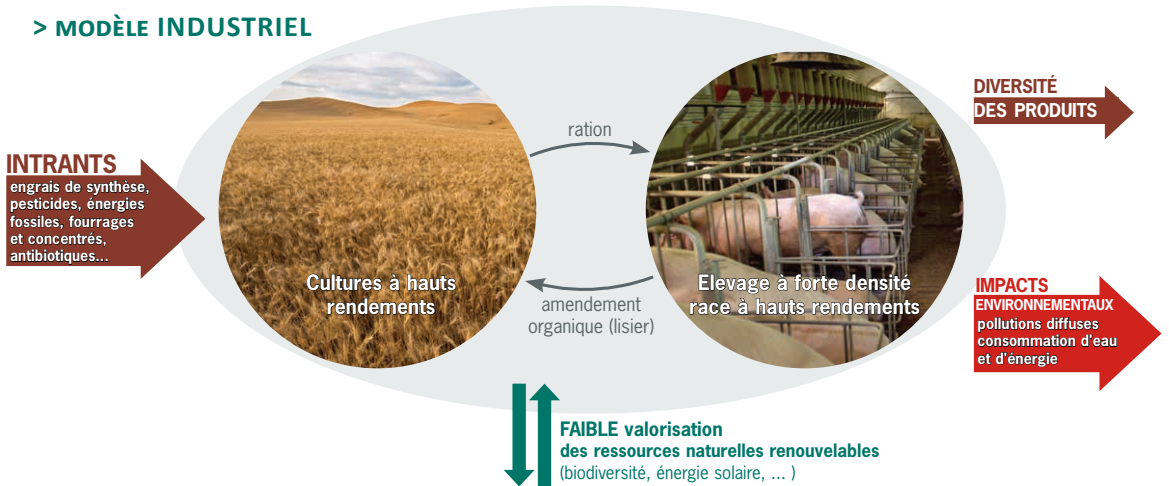 > MODÈLE INDUSTRIEL
INTRANTS
engrais de synthèse,
pesticides, énergies
fossiles, fourrages
et concentrés,
antibiotiques...
Cultures à hauts
rendements
ration
amendement
organique (lisier)
Elevage à forte densité
race à hauts rendements
DIVERSITÉ
DES PRODUITS
IMPACTS
ENVIRONNEMENTAUX
pollutions diffuses
consommation d'eau
et d'énergie
FAIBLE valorisation
des ressources naturelles renouvelables
(biodiversité, énergie solaire, ... )